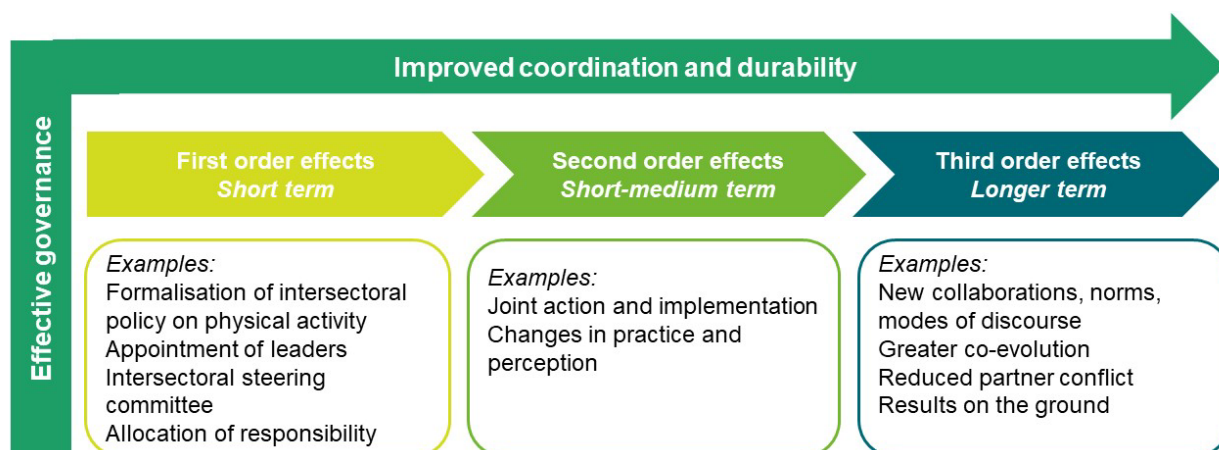 Improved coordination and durability
Effective governance
First order effects
Short term
Second order effects
Short-medium term
Third order effects
Longer term
Examples:
Formalisation of intersectoral
policy on physical activity
Appointment of leaders
Intersectoral steering
committee
Allocation of responsibility
Examples:
Joint action and implementation
Changes in practice and
perception
Examples:
New collaborations, norms,
modes of discourse
Greater co-evolution
Reduced partner conflict
Results on the ground